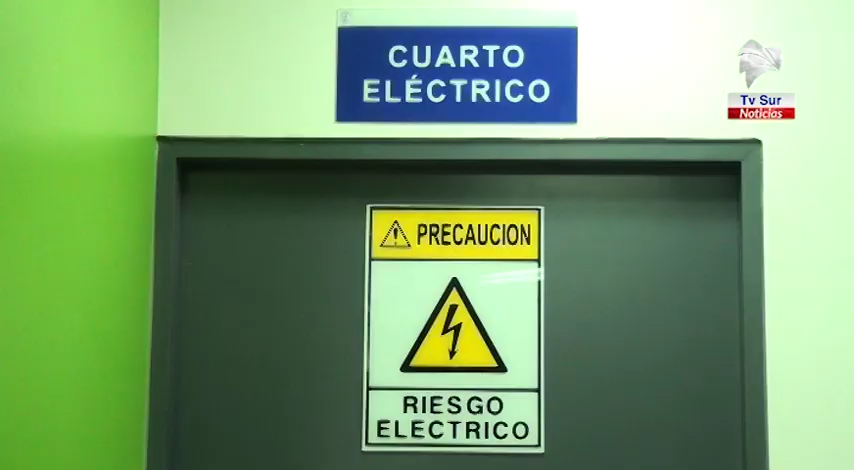 CUARTO
ELÉCTRICO
Tv Sur
Noticias
PRECAUCION
RIESGO
ELECTRICO